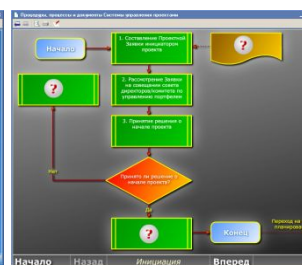 Процедуры, процессы и документы Системы управления проектами
Начало
1. Составление Проектной
Заявки инициатором
проекта
?
?
2. Рассмотрение Заявки
на совещании совета
директоров/комитета по
управлению портфелем
3. Принятие решения о
начале проекта
Принято ли решение о
начале проекта?
Нет
Да
?
Конец
Переход на
планирова
Начало
Назад
Инициация
Вперед